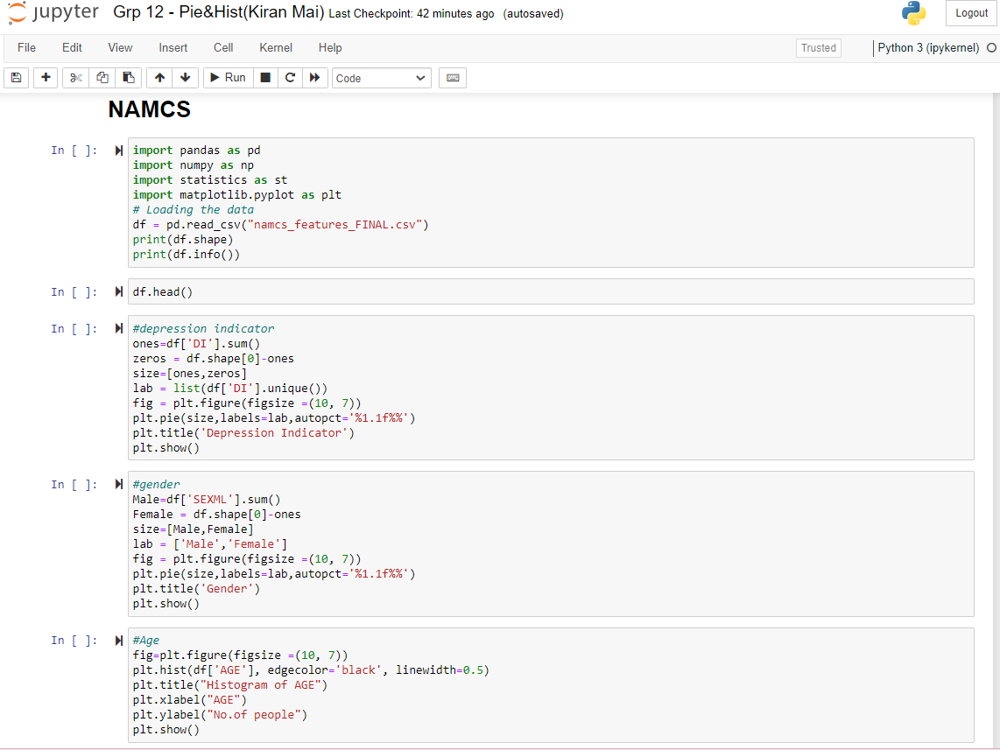 jupyter Grp 12 - Pie&Hist(Kiran Mai) Last Checkpoint: 42 minutes ago (autosaved)
Logout
File Edit View Insert Cell Kernel Help
Trusted
Python 3 (ipykernel)
Run
Code
NAMCS
In [ ]:
import pandas as pd
import numpy as np
import statistics as st
import matplotlib.pyplot as plt
# Loading the data
df = pd.read_csv("namcs_features_FINAL.csv")
print(df.shape)
print(df.info())
In [ ]:
df.head()
In [ ]:
#depression indicator
ones=df['DI'].sum()
zeros = df.shape[0]-ones
size=[ones,zeros]
lab = list(df['DI'].unique())
fig = plt.figure(figsize =(10, 7))
plt.pie(size,labels=lab,autopct='%1.1f%%')
plt.title('Depression Indicator')
plt.show()
In [ ]:
#gender
Male=df['SEXML'].sum()
Female = df.shape[0]-ones
size=[Male,Female]
lab = ['Male','Female']
fig = plt.figure(figsize =(10, 7))
plt.pie(size,labels=lab,autopct='%1.1f%%')
plt.title('Gender')
plt.show()
In [ ]:
#Age
fig=plt.figure(figsize =(10, 7))
plt.hist(df['AGE'], edgecolor='black', linewidth=0.5)
plt.title("Histogram of AGE")
plt.xlabel("AGE")
plt.ylabel("No.of people")
plt.show()